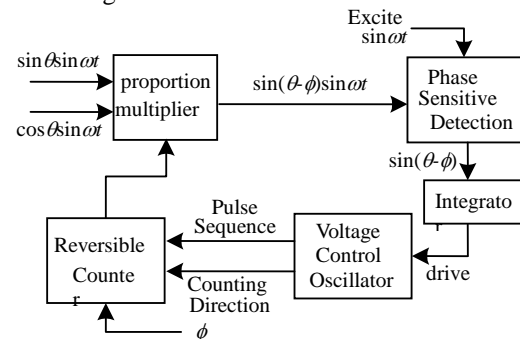 Excite
sinωt
sinθsinωt
cosθsinωt
proportion
multiplier
sin(θ-ϕ)sinωt
Phase
Sensitive
Detection
sin(θ-ϕ)
Integrato
r
Pulse
Sequence
Voltage
Control
Oscillator
drive
Reversible
Counte
r
Counting
Direction
ϕ